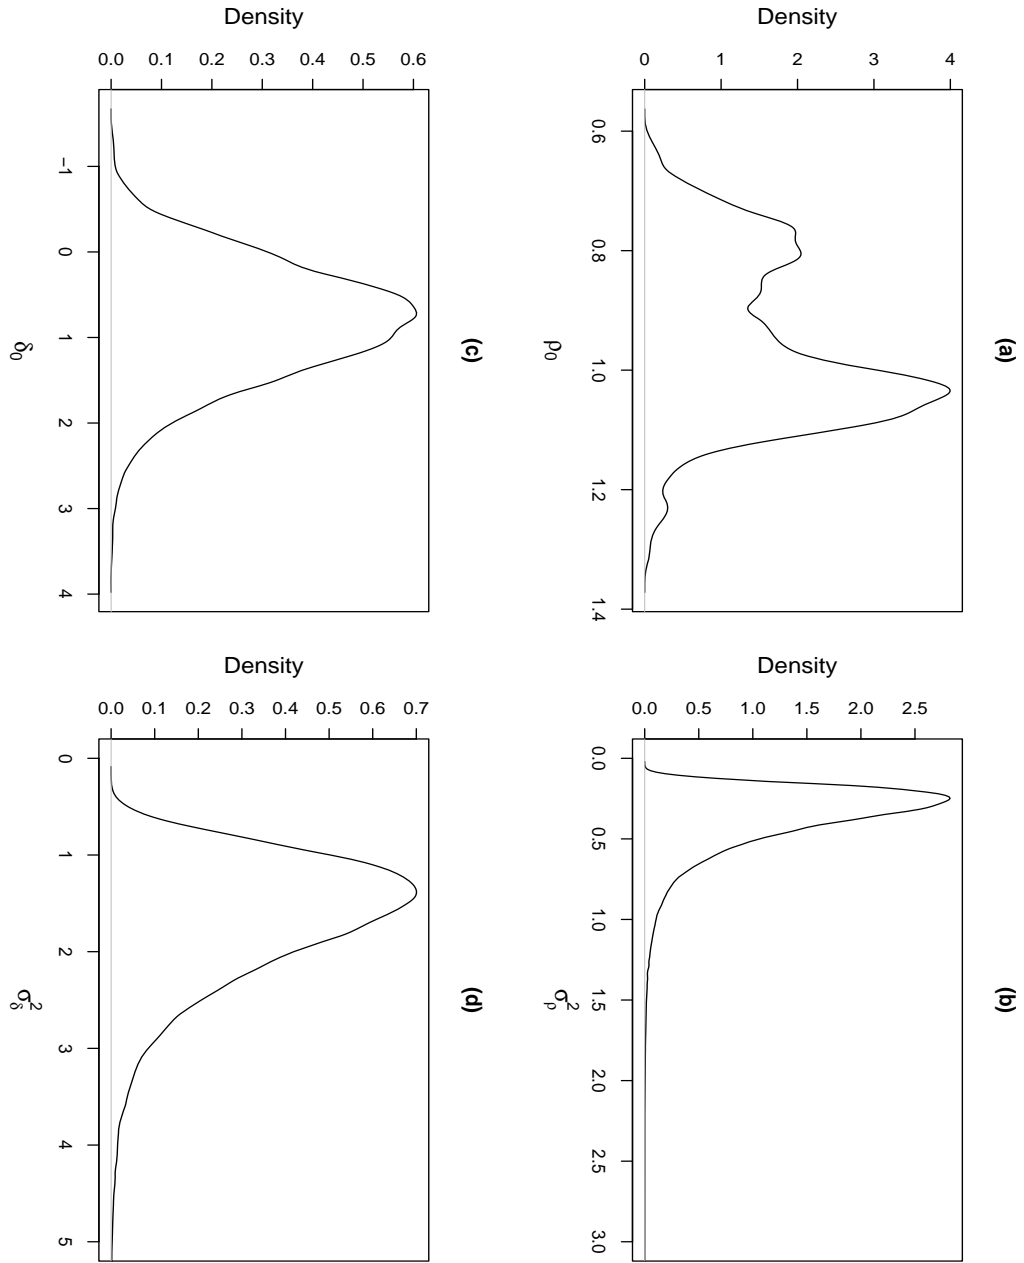 (a)
Density
0 1 2 3 4
0.6 0.8 1.0 1.2 1.4
ρ₀
(b)
Density
0.0 0.5 1.0 1.5 2.0 2.5
0.0 0.5 1.0 1.5 2.0 2.5 3.0
σ²ᵨ
(c)
Density
0.0 0.1 0.2 0.3 0.4 0.5 0.6
−1 0 1 2 3 4
δ₀
(d)
Density
0.0 0.1 0.2 0.3 0.4 0.5 0.6 0.7
0 1 2 3 4 5
σ²δ